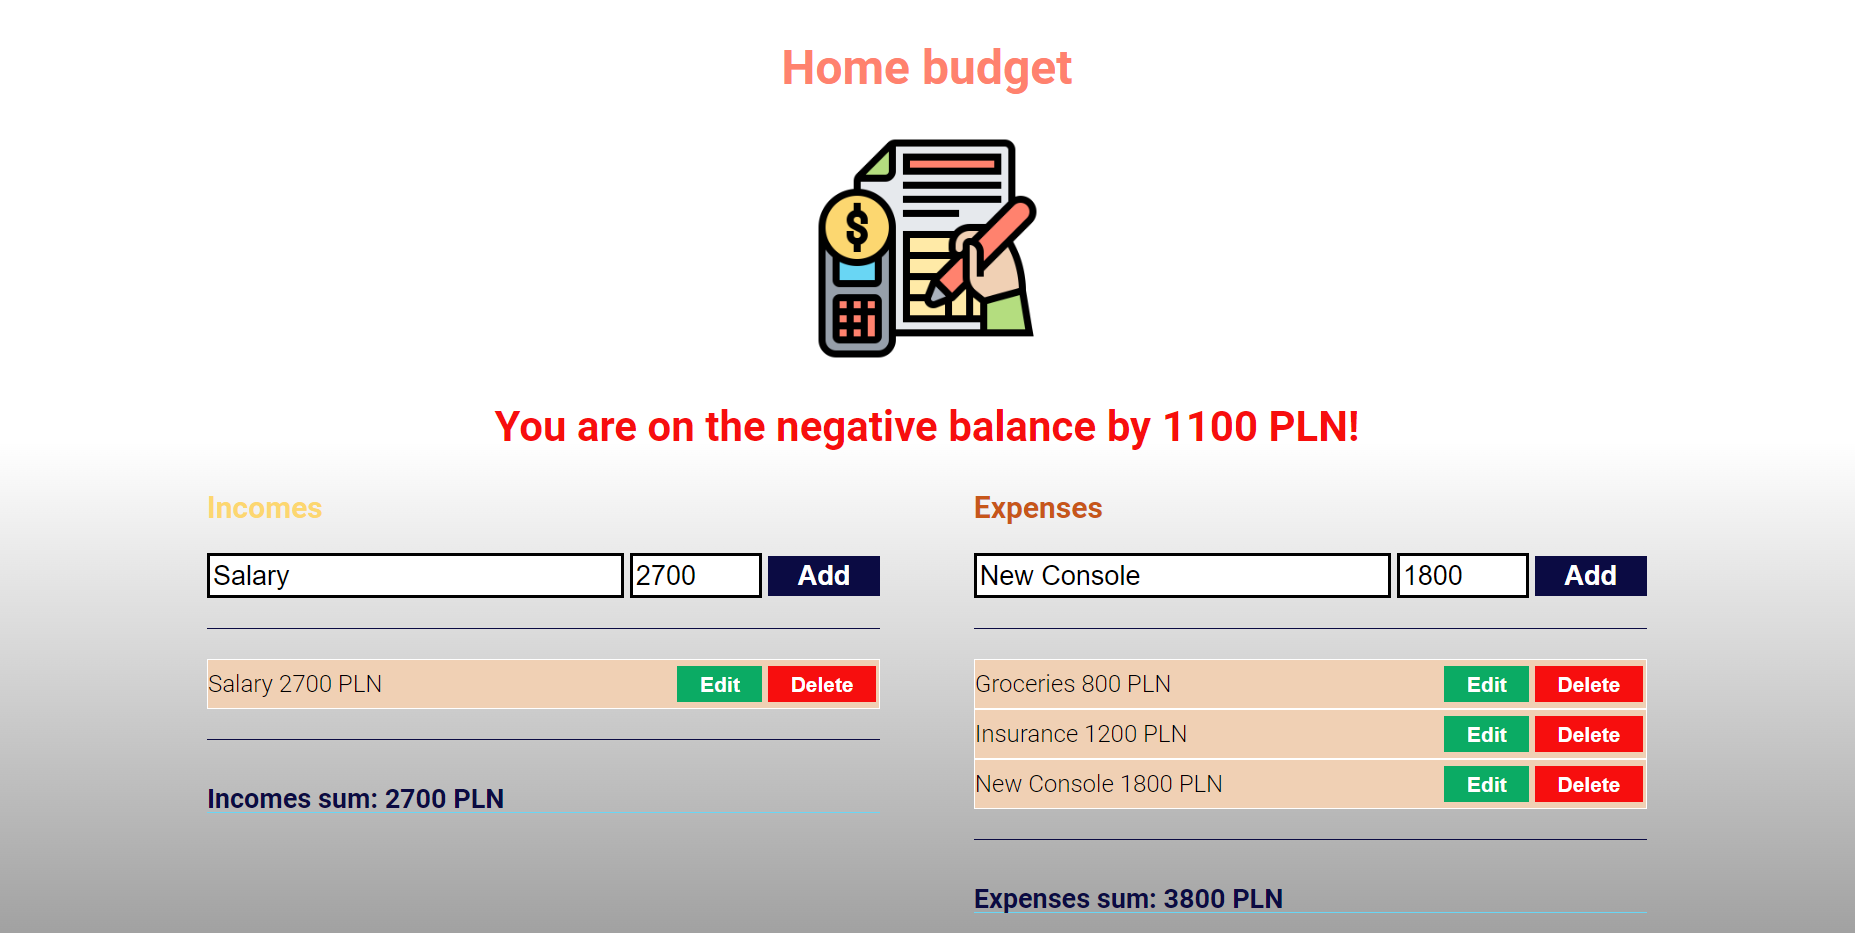 Home budget
$
You are on the negative balance by 1100 PLN!
Incomes
Salary 2700 Add
Salary 2700 PLN Edit Delete
Incomes sum: 2700 PLN
Expenses
New Console 1800 Add
Groceries 800 PLN Edit Delete
Insurance 1200 PLN Edit Delete
New Console 1800 PLN Edit Delete
Expenses sum: 3800 PLN